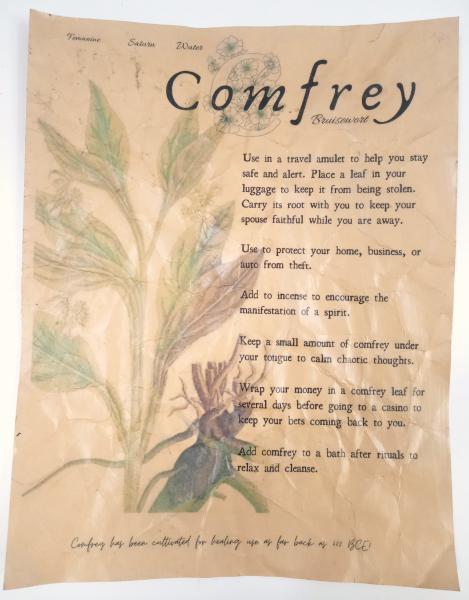 Femanine Saturn Water
Comfrey
Bruisewort
Use in a travel amulet to help you stay
safe and alert. Place a leaf in your
luggage to keep it from being stolen.
Carry its root with you to keep your
spouse faithful while you are away.
Use to protect your home, business, or
auto from theft.
Add to incense to encourage the
manifestation of a spirit.
Keep a small amount of comfrey under
your tongue to calm chaotic thoughts.
Wrap your money in a comfrey leaf for
several days before going to a casino to
keep your bets coming back to you.
Add comfrey to a bath after rituals to
relax and cleanse.
Comfrey has been cultivated for healing use as far back as BCE!